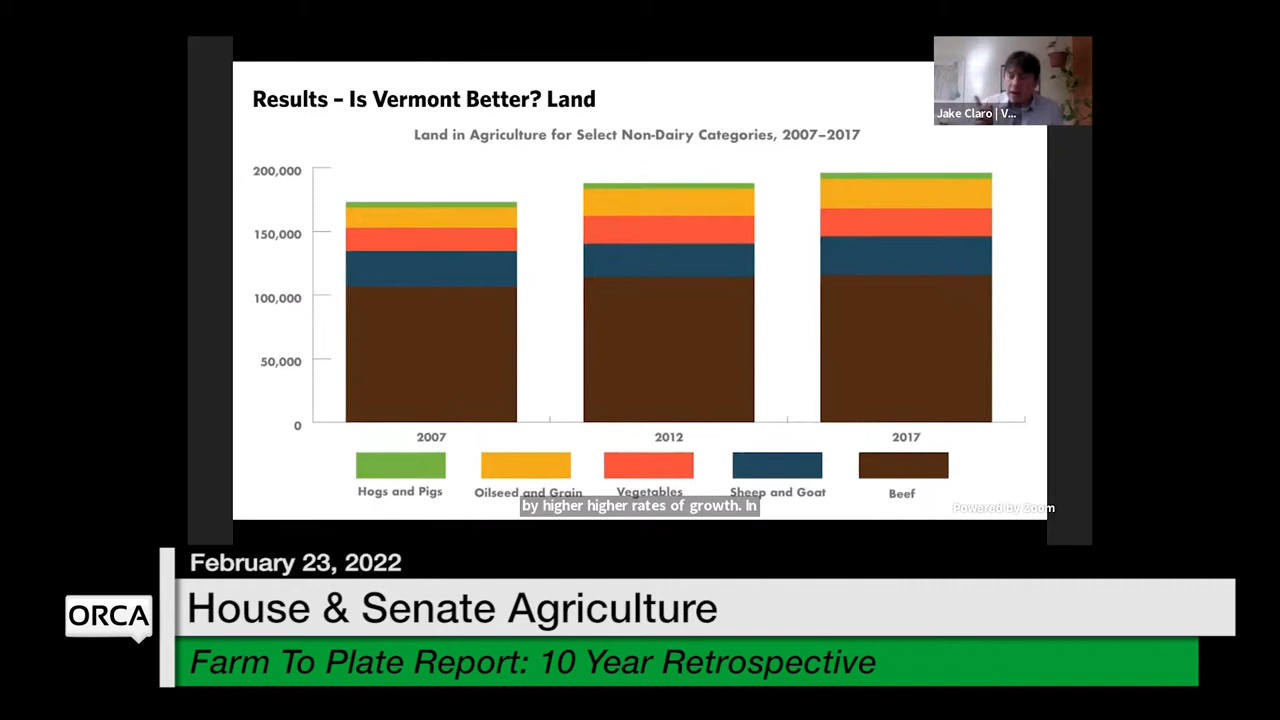 Results – Is Vermont Better? Land
Jake Claro | V...
Land in Agriculture for Select Non-Dairy Categories, 2007–2017
200,000
150,000
100,000
50,000
0
2007
2012
2017
Hogs and Pigs
Oilseed and Grain
Vegetables
Sheep and Goat
Beef
by higher higher rates of growth. In
Powered by Zoom
February 23, 2022
ORCA
House & Senate Agriculture
Farm To Plate Report: 10 Year Retrospective